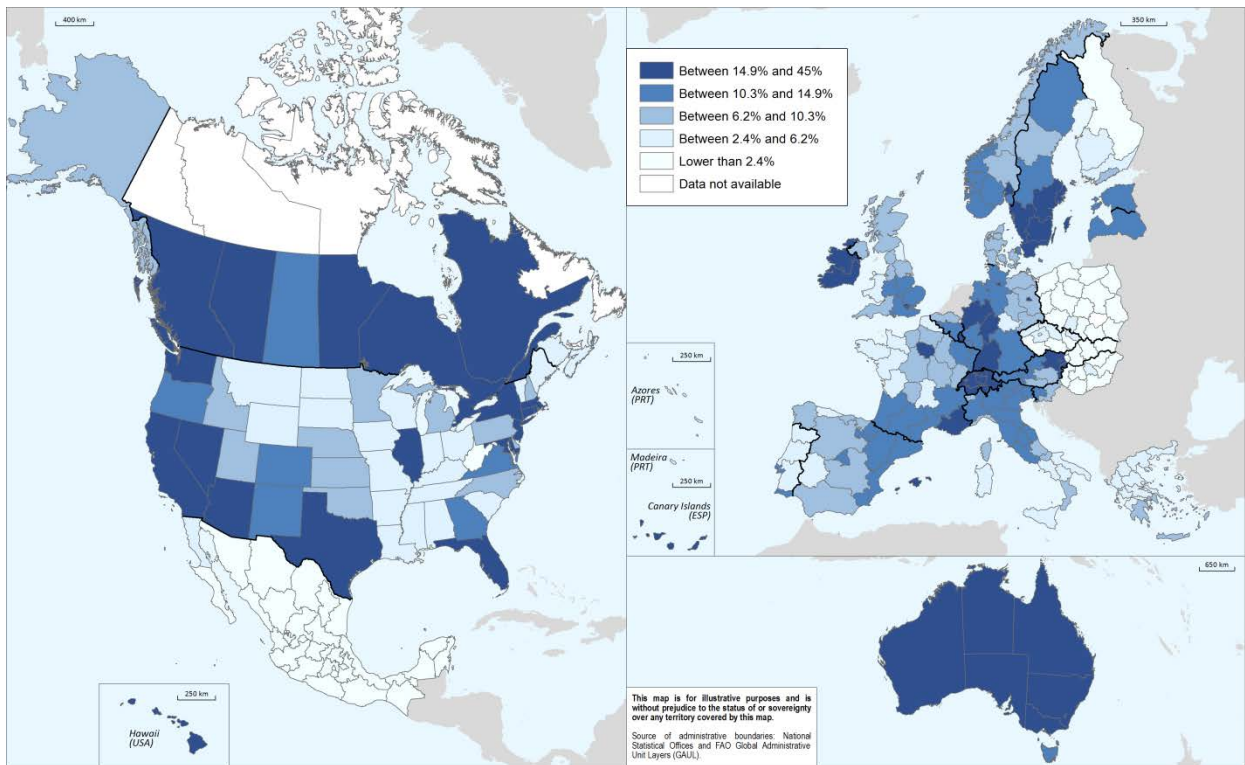 400 km
350 km
Between 14.9% and 45%
Between 10.3% and 14.9%
Between 6.2% and 10.3%
Between 2.4% and 6.2%
Lower than 2.4%
Data not available
250 km
Azores
(PRT)
Madeira
(PRT)
250 km
Canary Islands
(ESP)
250 km
Hawaii
(USA)
650 km
This map is for illustrative purposes and is
without prejudice to the status of or sovereignty
over any territory covered by this map.
Source of administrative boundaries: National
Statistical Offices and FAO Global Administrative
Unit Layers (GAUL).